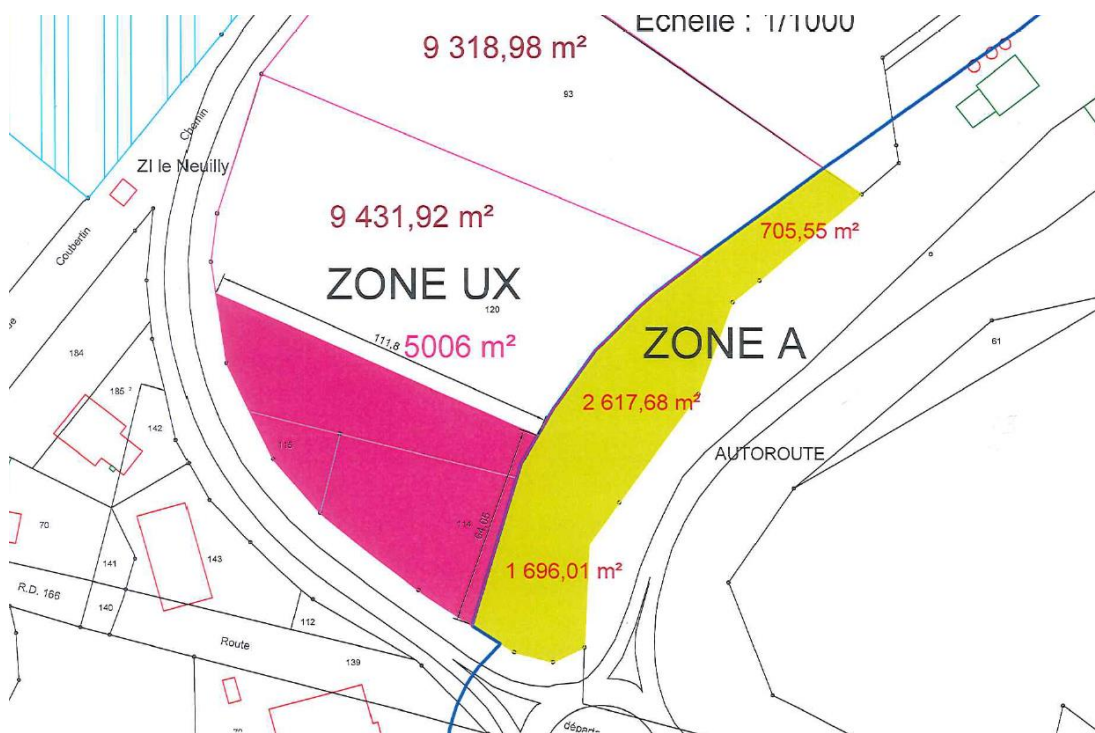 Echelle : 1/1000
9 318,98 m²
93
Chemin
ZI le Neuilly
9 431,92 m²
705,55 m²
Coubertin
ZONE UX
120
111,8
5006 m²
ZONE A
61
184
185
142
2 617,68 m²
AUTOROUTE
115
114
64,05
70
143
141
1 696,01 m²
R.D. 166
140
112
Route
139
départe